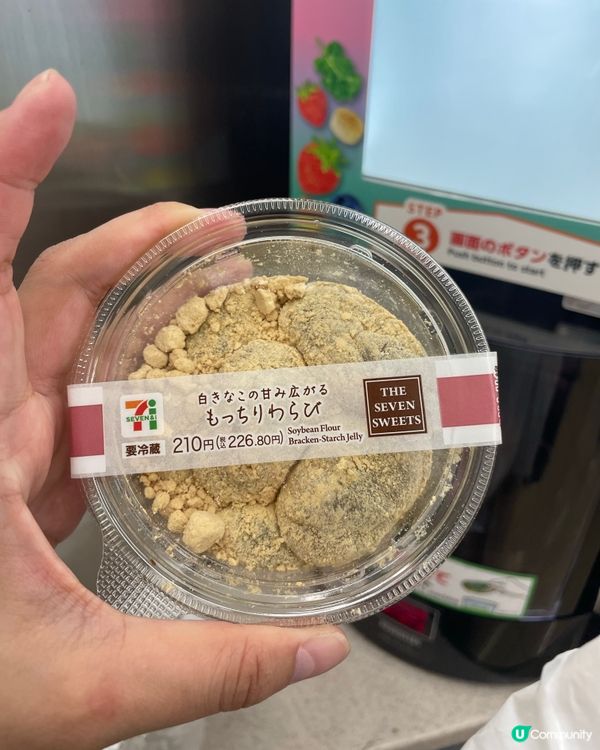 STEP
3
画面のボタンを押す
Push button to start
白きなこの甘み広がる
もっちりわらび
SEVEN&i
要冷蔵
210円(税込226.80円)
Soybean Flour
Bracken-Starch Jelly
THE
SEVEN
SWEETS
U Community